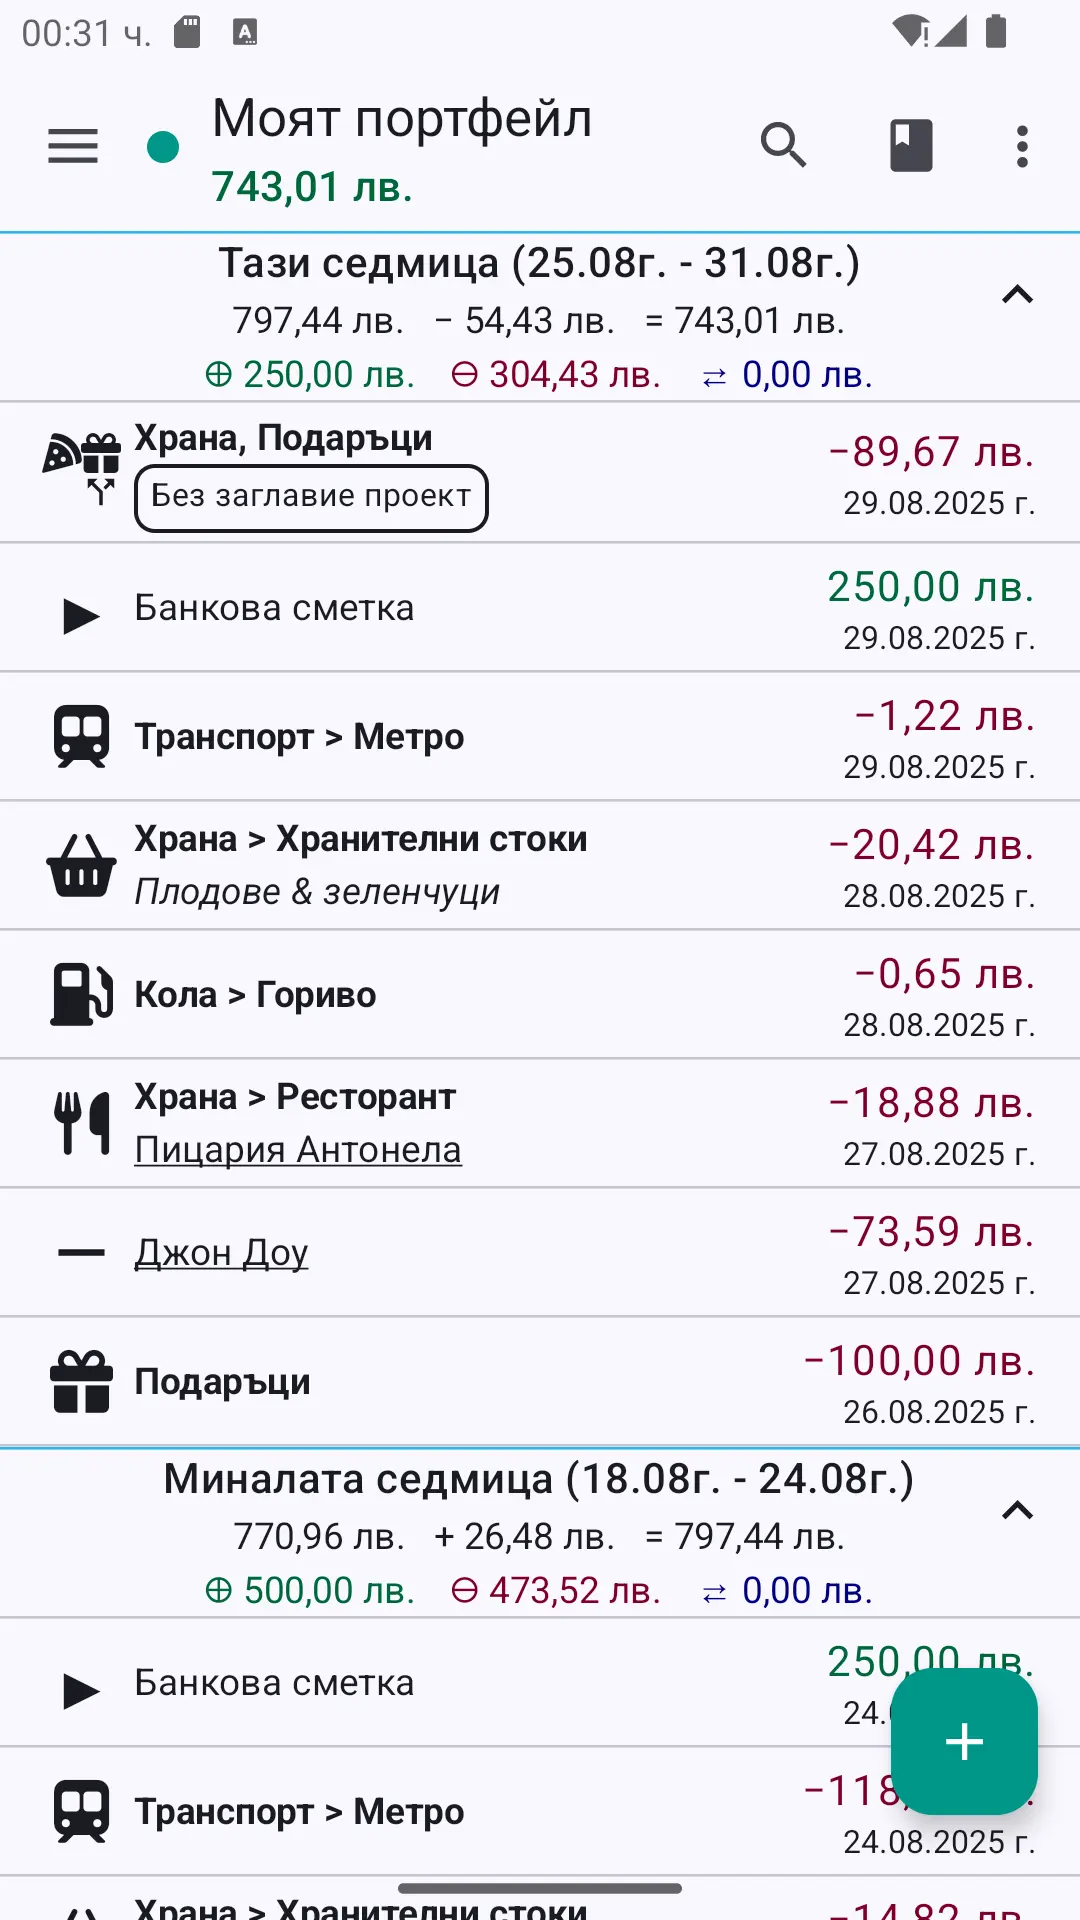 00:31 ч.
Моят портфейл
743,01 лв.
Тази седмица (25.08г. - 31.08г.)
797,44 лв. − 54,43 лв. = 743,01 лв.
⊕ 250,00 лв. ⊖ 304,43 лв. ⇄ 0,00 лв.
Храна, Подаръци
Без заглавие проект
−89,67 лв.
29.08.2025 г.
Банкова сметка
250,00 лв.
29.08.2025 г.
Транспорт > Метро
−1,22 лв.
29.08.2025 г.
Храна > Хранителни стоки
Плодове & зеленчуци
−20,42 лв.
28.08.2025 г.
Кола > Гориво
−0,65 лв.
28.08.2025 г.
Храна > Ресторант
Пицария Антонела
−18,88 лв.
27.08.2025 г.
Джон Доу
−73,59 лв.
27.08.2025 г.
Подаръци
−100,00 лв.
26.08.2025 г.
Миналата седмица (18.08г. - 24.08г.)
770,96 лв. + 26,48 лв. = 797,44 лв.
⊕ 500,00 лв. ⊖ 473,52 лв. ⇄ 0,00 лв.
Банкова сметка
250,00 лв.
24.
Транспорт > Метро
−118,
24.08.2025 г.
Храна > Хранителни стоки
−14,82 лв.